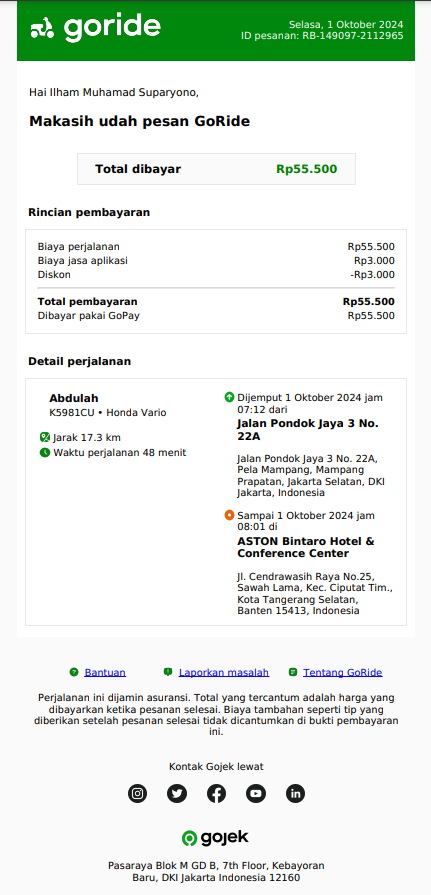 goride
Selasa, 1 Oktober 2024
ID pesanan: RB-149097-2112965
Hai Ilham Muhamad Suparyono,
Makasih udah pesan GoRide
Total dibayar Rp55.500
Rincian pembayaran
Biaya perjalanan Rp55.500
Biaya jasa aplikasi Rp3.000
Diskon -Rp3.000
Total pembayaran Rp55.500
Dibayar pakai GoPay Rp55.500
Detail perjalanan
Abdulah
K5981CU • Honda Vario
Jarak 17.3 km
Waktu perjalanan 48 menit
Dijemput 1 Oktober 2024 jam
07:12 dari
Jalan Pondok Jaya 3 No.
22A
Jalan Pondok Jaya 3 No. 22A,
Pela Mampang, Mampang
Prapatan, Jakarta Selatan, DKI
Jakarta, Indonesia
Sampai 1 Oktober 2024 jam
08:01 di
ASTON Bintaro Hotel &
Conference Center
Jl. Cendrawasih Raya No.25,
Sawah Lama, Kec. Ciputat Tim.,
Kota Tangerang Selatan,
Banten 15413, Indonesia
Bantuan Laporkan masalah Tentang GoRide
Perjalanan ini dijamin asuransi. Total yang tercantum adalah harga yang
dibayarkan ketika pesanan selesai. Biaya tambahan seperti tip yang
diberikan setelah pesanan selesai tidak dicantumkan di bukti pembayaran
ini.
Kontak Gojek lewat
gojek
Pasaraya Blok M GD B, 7th Floor, Kebayoran
Baru, DKI Jakarta Indonesia 12160